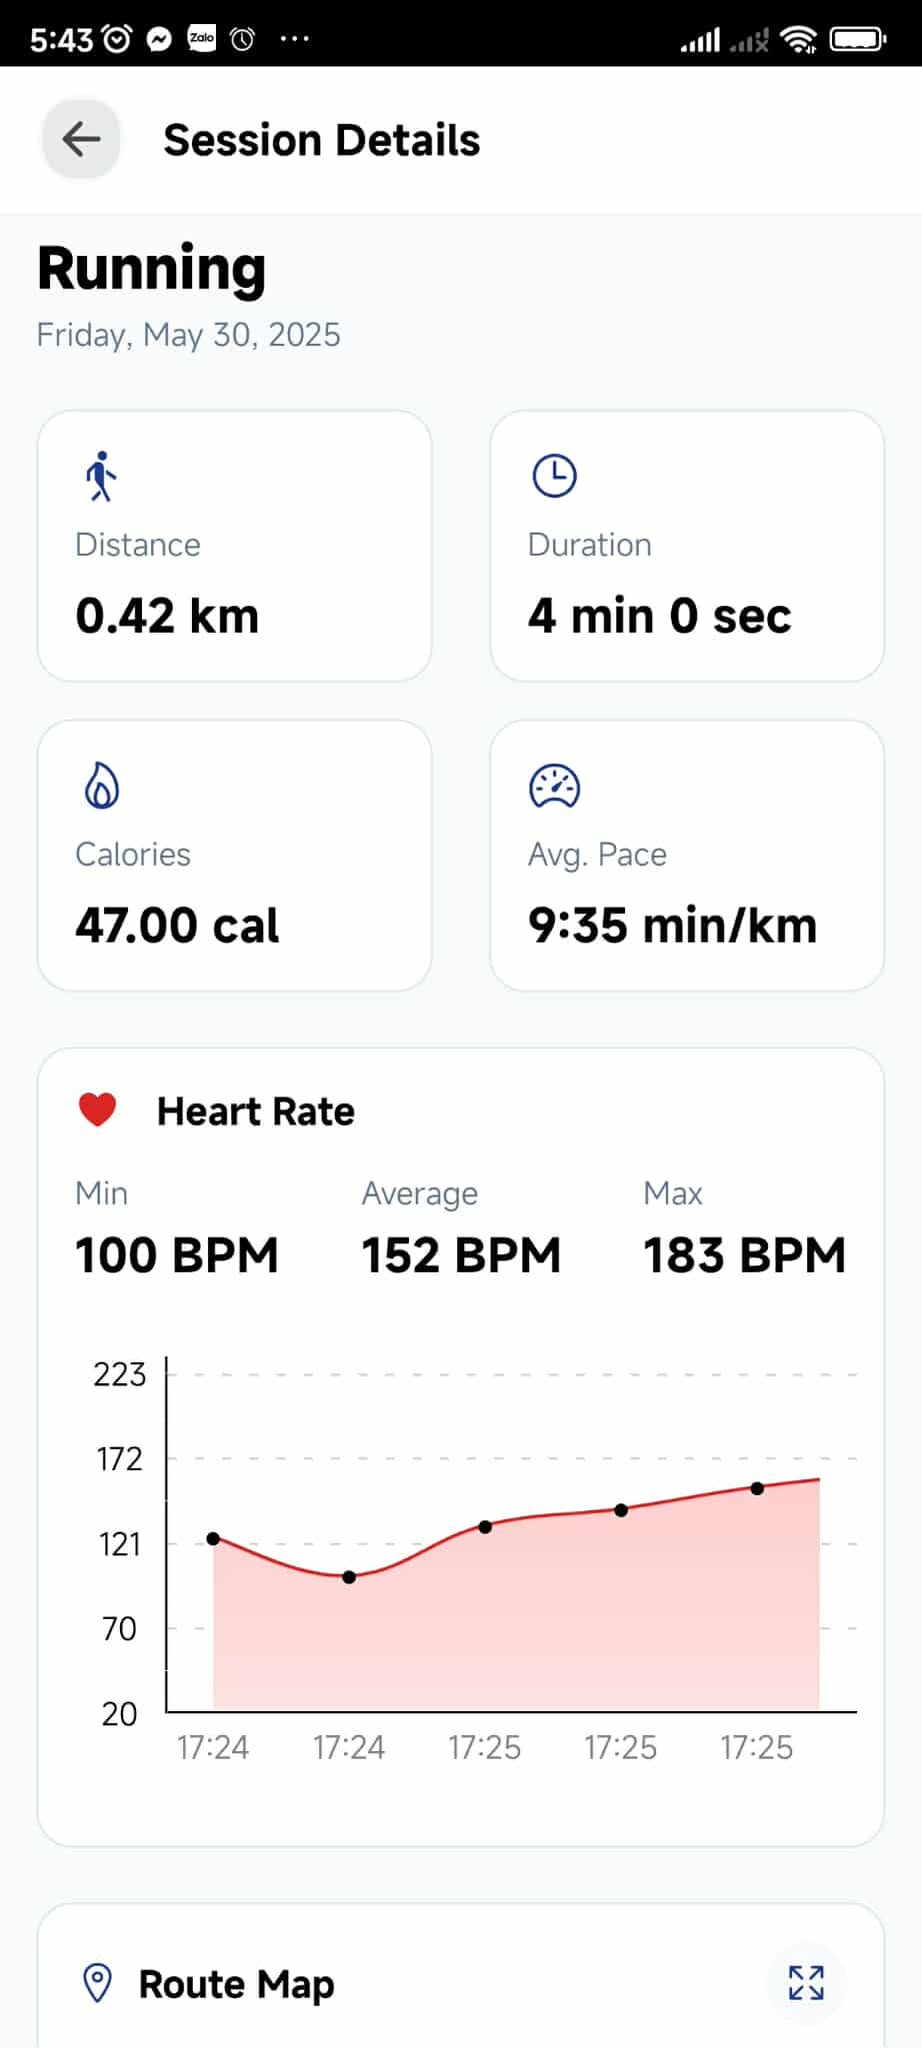 5:43 Zalo ...
Session Details
Running
Friday, May 30, 2025
Distance
0.42 km
Duration
4 min 0 sec
Calories
47.00 cal
Avg. Pace
9:35 min/km
Heart Rate
Min Average Max
100 BPM 152 BPM 183 BPM
223
172
121
70
20
17:24 17:24 17:25 17:25 17:25
Route Map